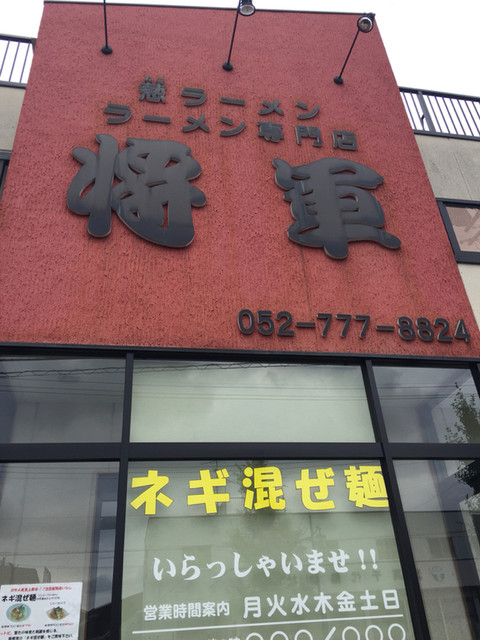 葱ラーメン
ラーメン専門店
将軍
052-777-8824
ネギ混ぜ麺
いらっしゃいませ!!
営業時間案内 月火水木金土日
ネギ混ぜ麺